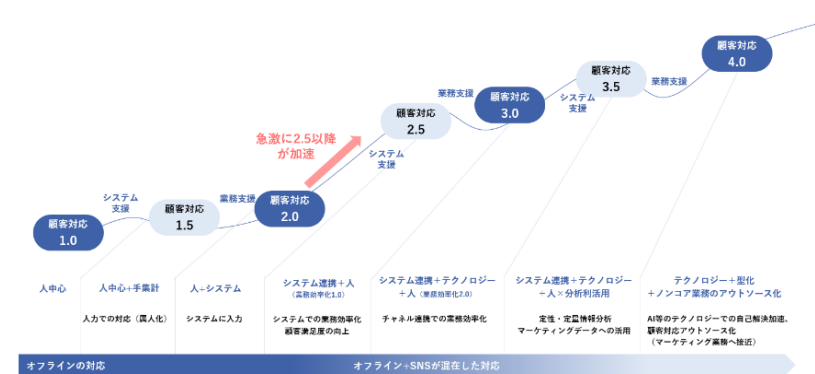 顧客対応
4.0
顧客対応
3.5
業務支援
業務支援
顧客対応
3.0
システム
支援
顧客対応
2.5
急激に2.5以降
が加速
システム
支援
システム
支援
業務支援
顧客対応
2.0
顧客対応
1.5
顧客対応
1.0
人中心
人中心+手集計
人力での対応（属人化）
人+システム
システムに入力
システム連携+人
（業務効率化1.0）
システムでの業務効率化
顧客満足度の向上
システム連携+テクノロジー
+人（業務効率化2.0）
チャネル連携での業務効率化
システム連携+テクノロジー
+人×分析利活用
定性・定量情報分析
マーケティングデータへの活用
テクノロジー+型化
+ノンコア業務のアウトソース化
AI等のテクノロジーでの自己解決加速、
顧客対応アウトソース化
（マーケティング業務へ接近）
オフラインの対応
オフライン+SNSが混在した対応